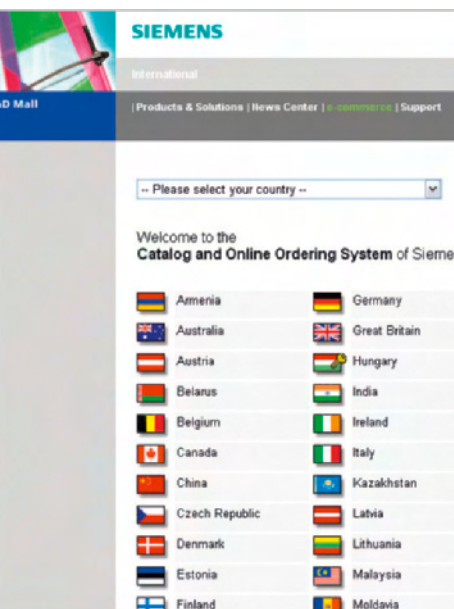 SIEMENS
International
D Mall
| Products & Solutions | News Center | e-commerce | Support
-- Please select your country --
Welcome to the
Catalog and Online Ordering System of Sieme
Armenia
Germany
Australia
Great Britain
Austria
Hungary
Belarus
India
Belgium
Ireland
Canada
Italy
China
Kazakhstan
Czech Republic
Latvia
Denmark
Lithuania
Estonia
Malaysia
Finland
Moldavia